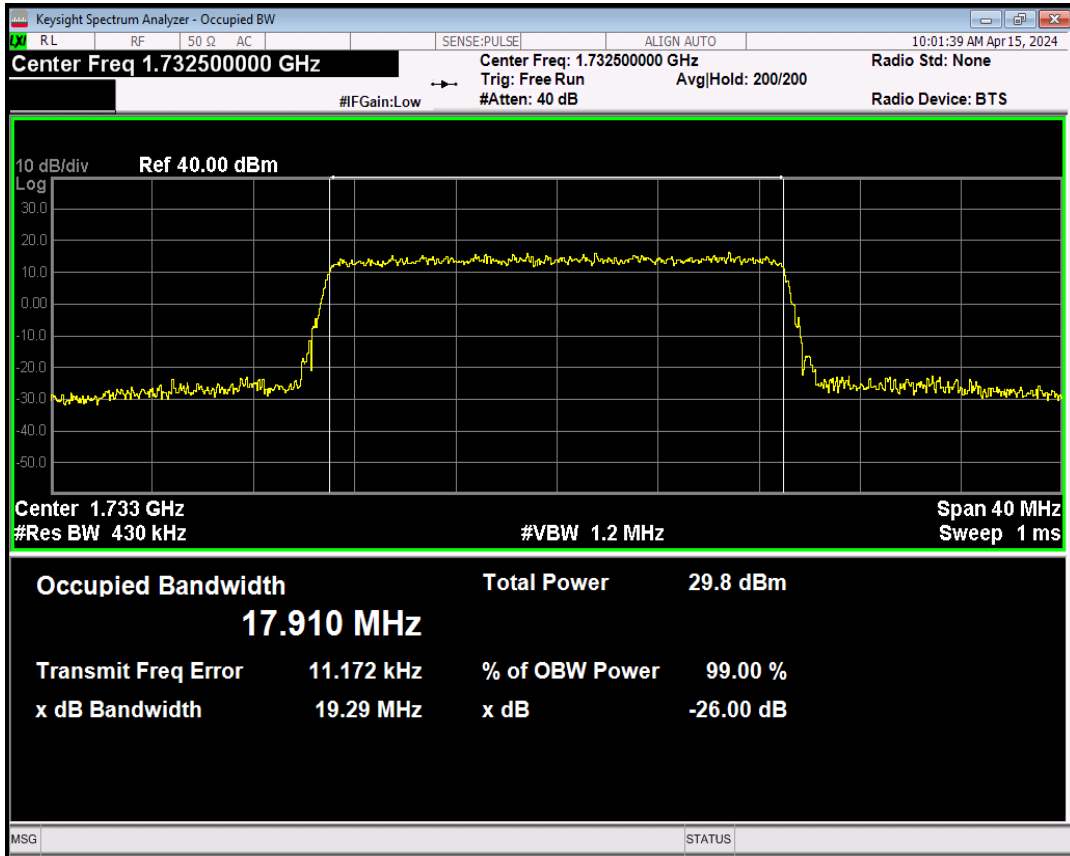 Keysight Spectrum Analyzer - Occupied BW
LXI RL RF 50 Ω AC SENSE:PULSE ALIGN AUTO 10:01:39 AM Apr 15, 2024
Center Freq 1.732500000 GHz Center Freq: 1.732500000 GHz Radio Std: None
Trig: Free Run Avg|Hold: 200/200
#IFGain:Low #Atten: 40 dB Radio Device: BTS
10 dB/div Ref 40.00 dBm
Log
30.0
20.0
10.0
0.00
-10.0
-20.0
-30.0
-40.0
-50.0
Center 1.733 GHz Span 40 MHz
#Res BW 430 kHz #VBW 1.2 MHz Sweep 1 ms
Occupied Bandwidth Total Power 29.8 dBm
17.910 MHz
Transmit Freq Error 11.172 kHz % of OBW Power 99.00 %
x dB Bandwidth 19.29 MHz x dB -26.00 dB
MSG STATUS